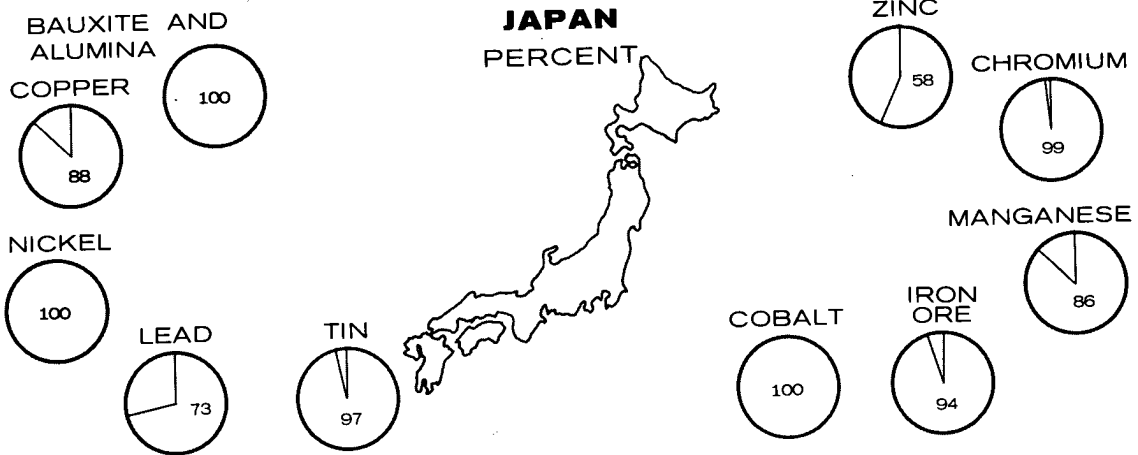 JAPAN
PERCENT
BAUXITE AND
ALUMINA
100
COPPER
88
NICKEL
100
LEAD
73
TIN
97
ZINC
58
CHROMIUM
99
MANGANESE
86
IRON
ORE
94
COBALT
100